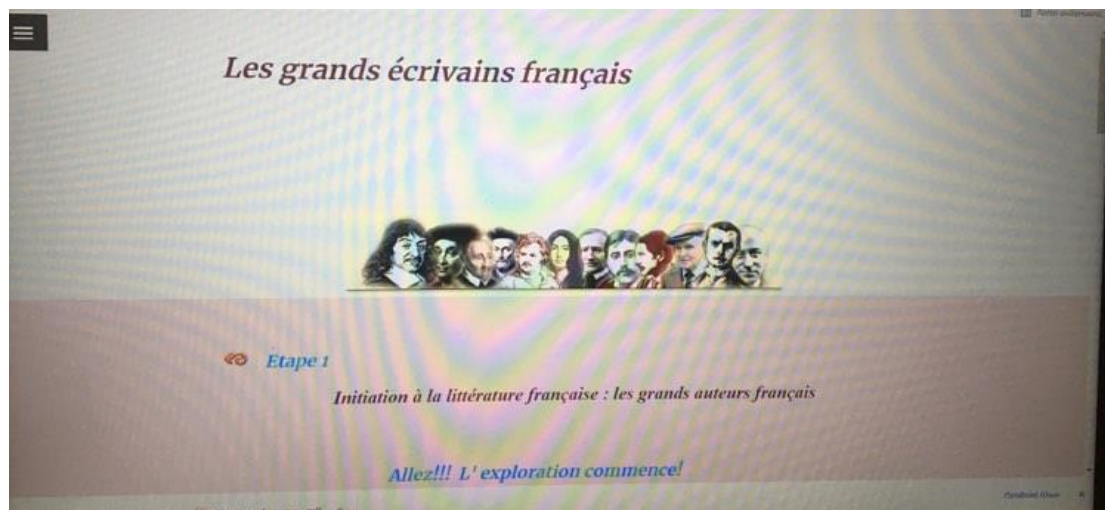 Les grands écrivains français
Etape 1
Initiation à la littérature française : les grands auteurs français
Allez!!! L' exploration commence!